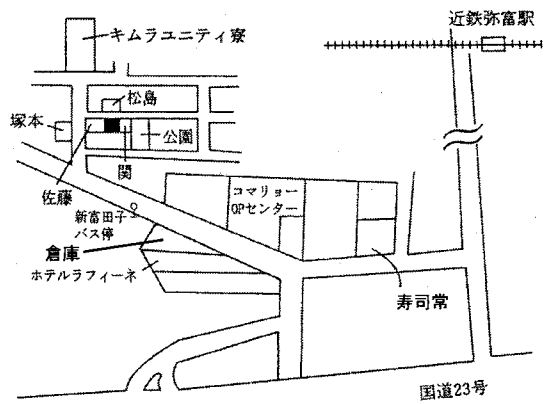 近鉄弥富駅
キムラユニティ寮
松島
塚本
公園
関
佐藤
コマリョー
OPセンター
新富田子
バス停
倉庫
ホテルラフィーネ
寿司常
国道23号